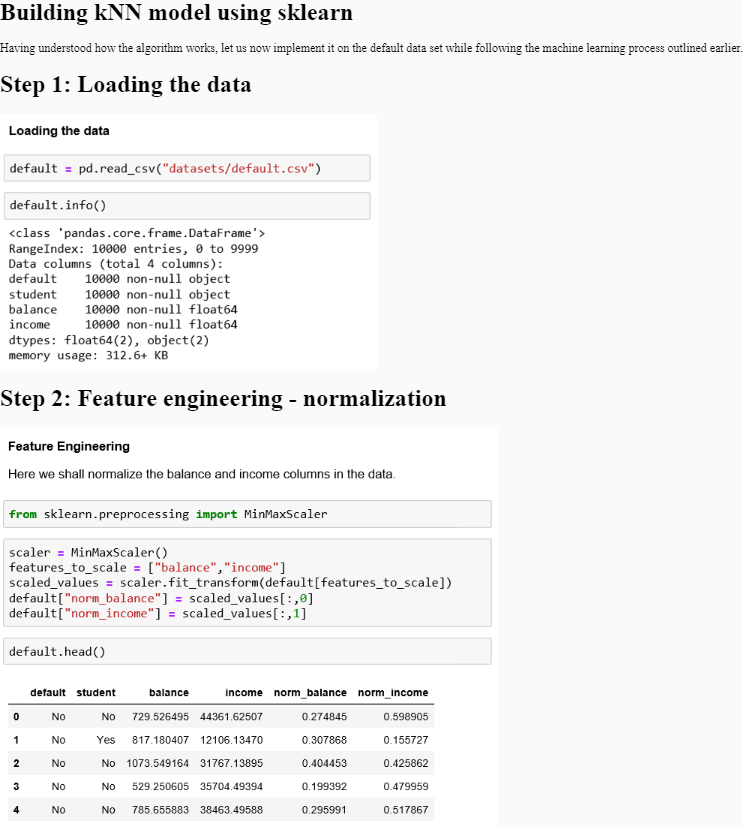 Building kNN model using sklearn
Having understood how the algorithm works, let us now implement it on the default data set while following the machine learning process outlined earlier.
Step 1: Loading the data
Loading the data
default = pd.read_csv("datasets/default.csv")
default.info()
<class 'pandas.core.frame.DataFrame'>
RangeIndex: 10000 entries, 0 to 9999
Data columns (total 4 columns):
default    10000 non-null object
student    10000 non-null object
balance    10000 non-null float64
income     10000 non-null float64
dtypes: float64(2), object(2)
memory usage: 312.6+ KB
Step 2: Feature engineering - normalization
Feature Engineering
Here we shall normalize the balance and income columns in the data.
from sklearn.preprocessing import MinMaxScaler
scaler = MinMaxScaler()
features_to_scale = ["balance","income"]
scaled_values = scaler.fit_transform(default[features_to_scale])
default["norm_balance"] = scaled_values[:,0]
default["norm_income"] = scaled_values[:,1]
default.head()
default student balance income norm_balance norm_income
0 No No 729.526495 44361.62507 0.274845 0.598905
1 No Yes 817.180407 12106.13470 0.307868 0.155727
2 No No 1073.549164 31767.13895 0.404453 0.425862
3 No No 529.250605 35704.49394 0.199392 0.479959
4 No No 785.655883 38463.49588 0.295991 0.517867